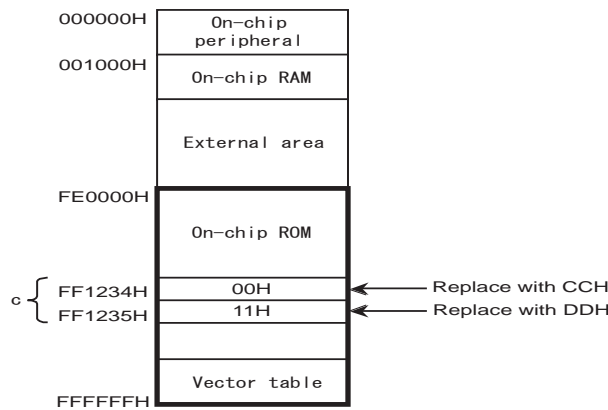 000000H
On-chip
peripheral
001000H
On-chip RAM
External area
FE0000H
On-chip ROM
c
FF1234H
00H
Replace with CCH
FF1235H
11H
Replace with DDH
Vector table
FFFFFFH